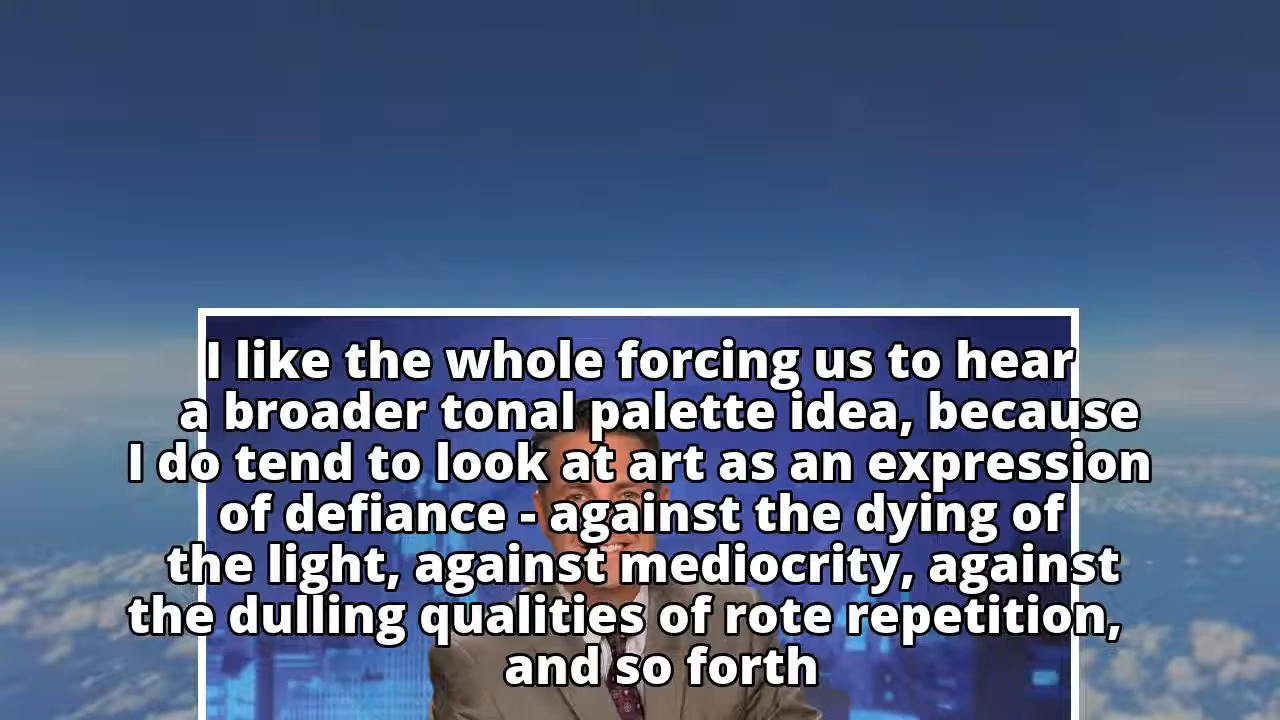 I like the whole forcing us to hear
a broader tonal palette idea, because
I do tend to look at art as an expression
of defiance - against the dying of
the light, against mediocrity, against
the dulling qualities of rote repetition,
and so forth